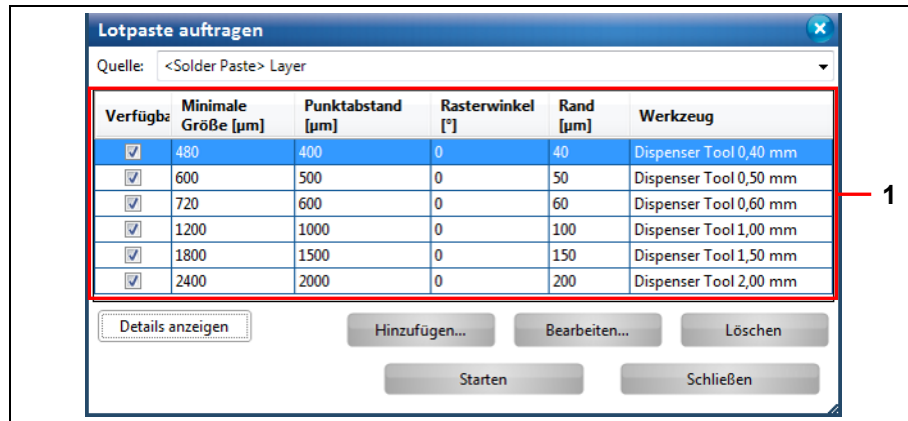 Lotpaste auftragen
Quelle: <Solder Paste> Layer
Verfügba Minimale Größe [µm] Punktabstand [µm] Rasterwinkel [°] Rand [µm] Werkzeug
480 400 0 40 Dispenser Tool 0,40 mm
600 500 0 50 Dispenser Tool 0,50 mm
720 600 0 60 Dispenser Tool 0,60 mm
1200 1000 0 100 Dispenser Tool 1,00 mm
1800 1500 0 150 Dispenser Tool 1,50 mm
2400 2000 0 200 Dispenser Tool 2,00 mm
1
Details anzeigen Hinzufügen... Bearbeiten... Löschen
Starten Schließen